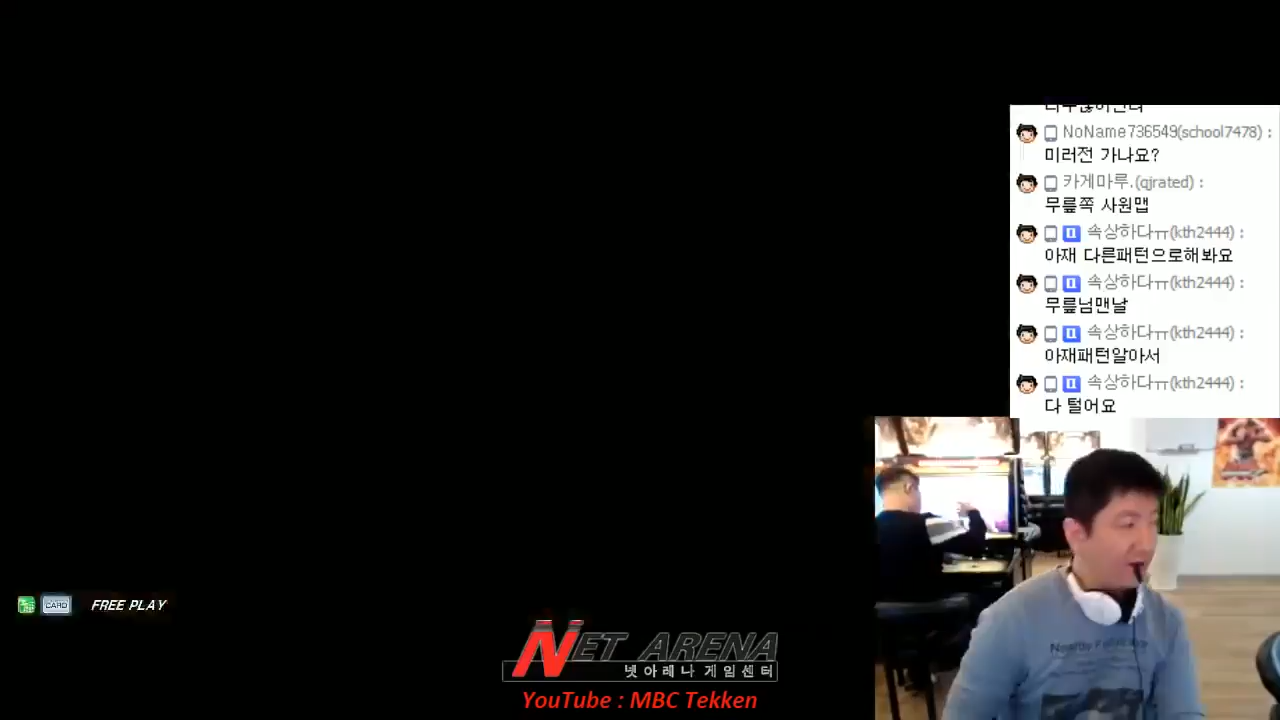 NoName736549(school7478) :
미러전 가나요?
카게마루.(qjrated) :
무릎쪽 사원맵
속상하다ㅠ(kth2444) :
아재 다른패턴으로해봐요
속상하다ㅠ(kth2444) :
무릎님맨날
속상하다ㅠ(kth2444) :
아재패턴알아서
속상하다ㅠ(kth2444) :
다 털어요
CARD FREE PLAY
NET ARENA
넷아레나 게임센터
YouTube : MBC Tekken